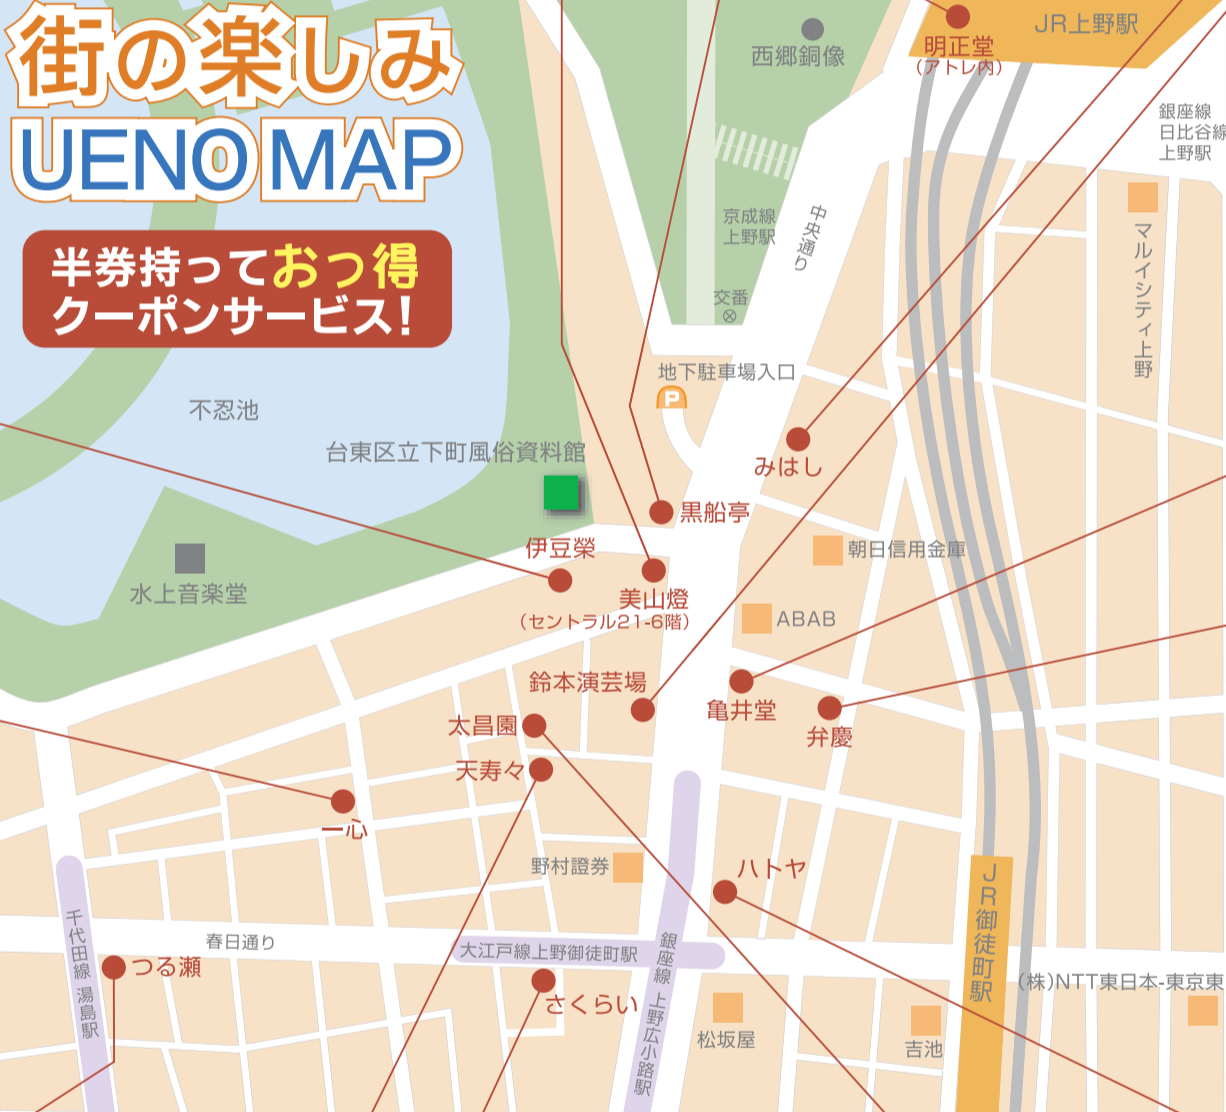 街の楽しみ
UENO MAP
半券持っておっ得
クーポンサービス！
西郷銅像
明正堂
（アトレ内）
JR上野駅
銀座線
日比谷線
上野駅
京成線
上野駅
中央通り
交番
マルイシティ上野
地下駐車場入口
P
不忍池
台東区立下町風俗資料館
みはし
黒船亭
伊豆榮
水上音楽堂
美山燈
（セントラル21-6階）
朝日信用金庫
ABAB
鈴本演芸場
亀井堂
弁慶
太昌園
天寿々
一心
野村證券
ハトヤ
千代田線 湯島駅
春日通り
つる瀬
大江戸線上野御徒町駅
銀座線 上野広小路駅
さくらい
松坂屋
吉池
JR御徒町駅
(株)NTT東日本-東京東